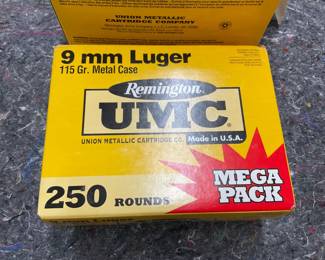 UNION METALLIC
CARTRIDGE COMPANY
9 mm Luger
115 Gr. Metal Case
Remington
UMC
UNION METALLIC CARTRIDGE CO.
Made in U.S.A.
MEGA
PACK
250 ROUNDS